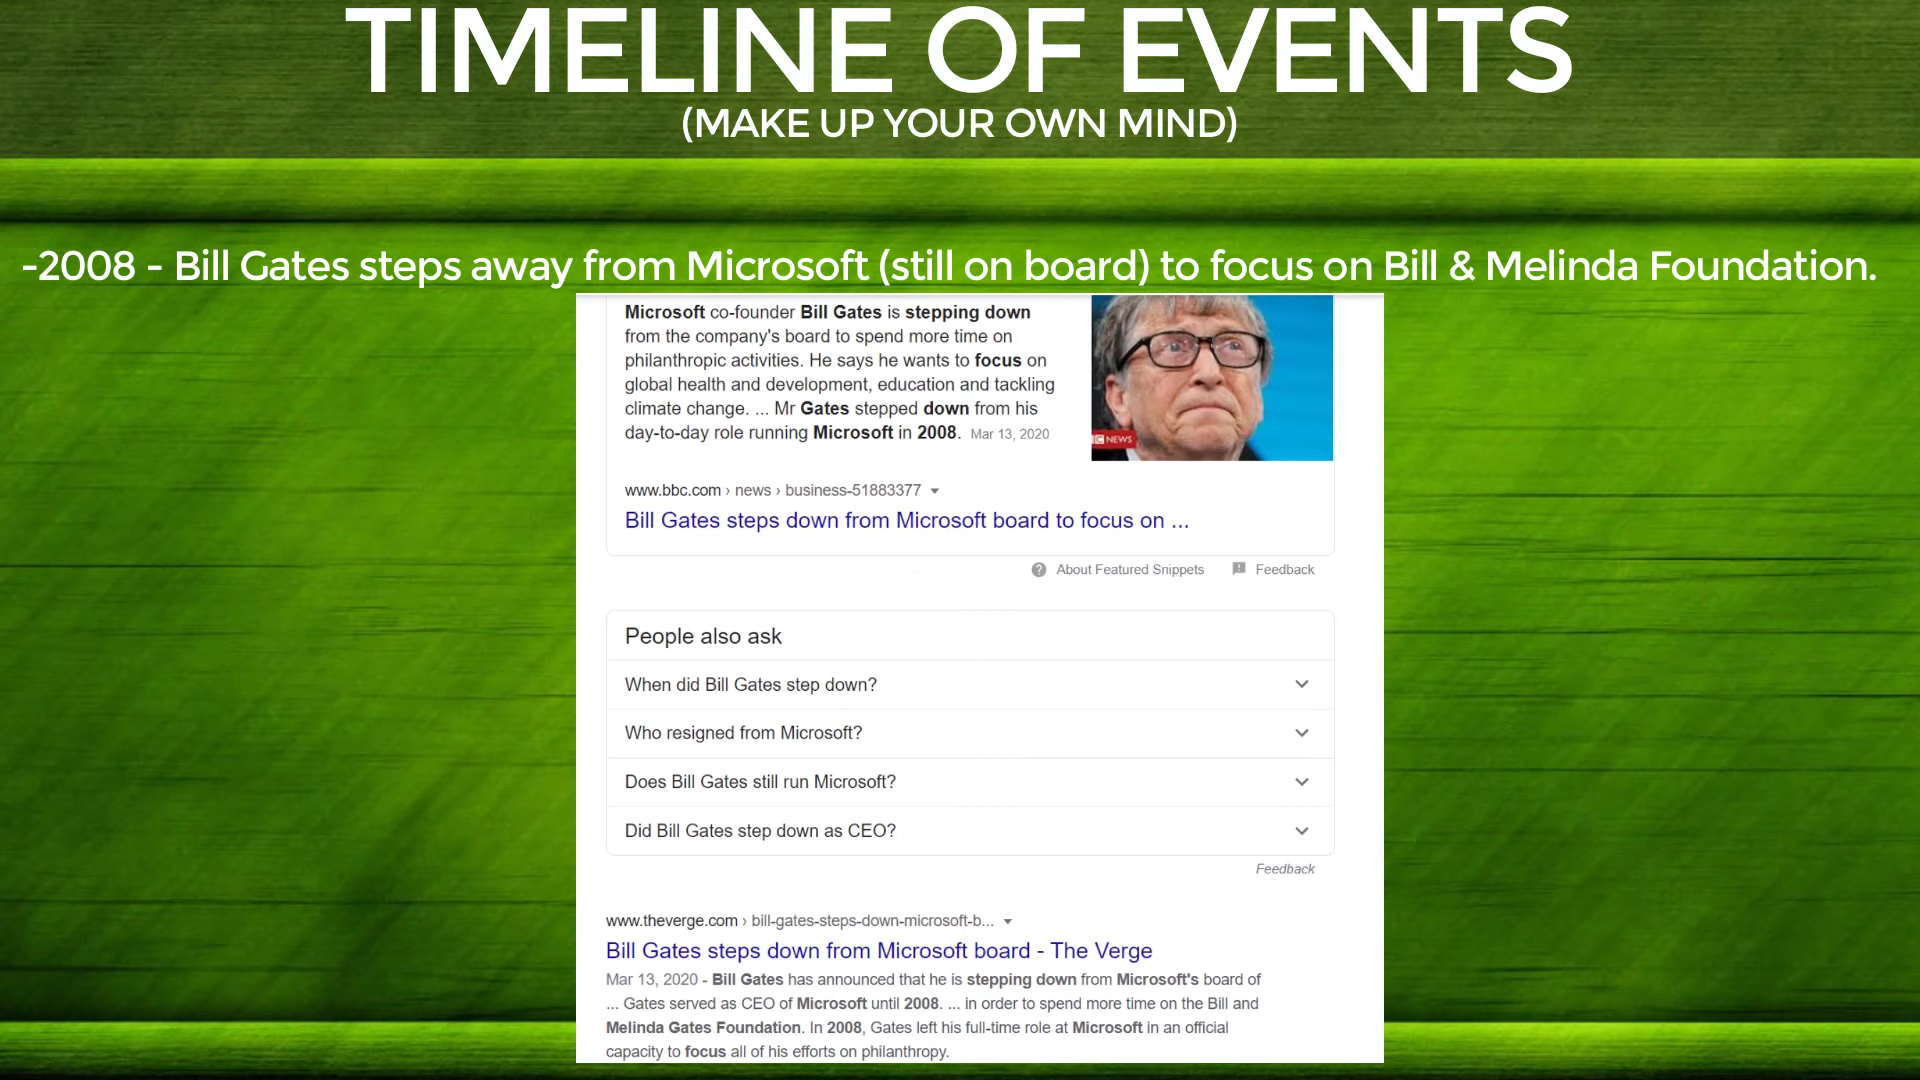 TIMELINE OF EVENTS
(MAKE UP YOUR OWN MIND)
-2008 - Bill Gates steps away from Microsoft (still on board) to focus on Bill & Melinda Foundation.
Microsoft co-founder Bill Gates is stepping down
from the company's board to spend more time on
philanthropic activities. He says he wants to focus on
global health and development, education and tackling
climate change. ... Mr Gates stepped down from his
day-to-day role running Microsoft in 2008. Mar 13, 2020
C NEWS
www.bbc.com › news › business-51883377
Bill Gates steps down from Microsoft board to focus on ...
About Featured Snippets Feedback
People also ask
When did Bill Gates step down?
Who resigned from Microsoft?
Does Bill Gates still run Microsoft?
Did Bill Gates step down as CEO?
Feedback
www.theverge.com › bill-gates-steps-down-microsoft-b...
Bill Gates steps down from Microsoft board - The Verge
Mar 13, 2020 - Bill Gates has announced that he is stepping down from Microsoft's board of
... Gates served as CEO of Microsoft until 2008. ... in order to spend more time on the Bill and
Melinda Gates Foundation. In 2008, Gates left his full-time role at Microsoft in an official
capacity to focus all of his efforts on philanthropy.